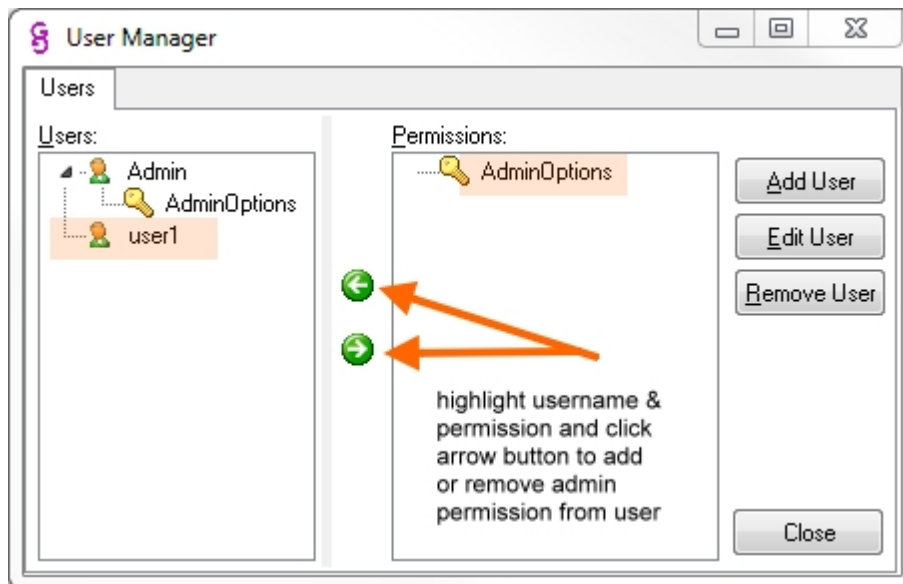 User Manager
Users
Users:
Permissions:
Admin
AdminOptions
user1
AdminOptions
Add User
Edit User
Remove User
highlight username &
permission and click
arrow button to add
or remove admin
permission from user
Close